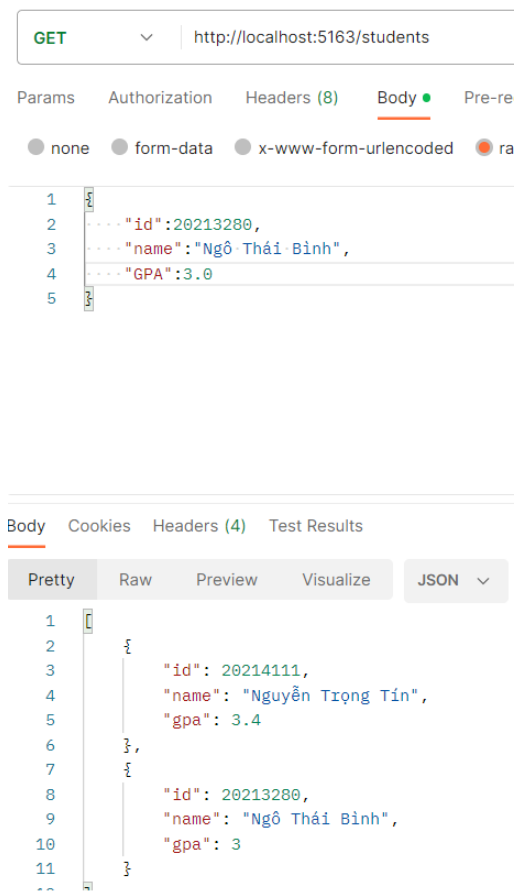 GET http://localhost:5163/students
Params Authorization Headers (8) Body Pre-re
none form-data x-www-form-urlencoded ra
1 {
2 "id":20213280,
3 "name":"Ngô Thái Bình",
4 "GPA":3.0
5 }
Body Cookies Headers (4) Test Results
Pretty Raw Preview Visualize JSON
1 [
2 {
3 "id": 20214111,
4 "name": "Nguyễn Trọng Tín",
5 "gpa": 3.4
6 },
7 {
8 "id": 20213280,
9 "name": "Ngô Thái Bình",
10 "gpa": 3
11 }